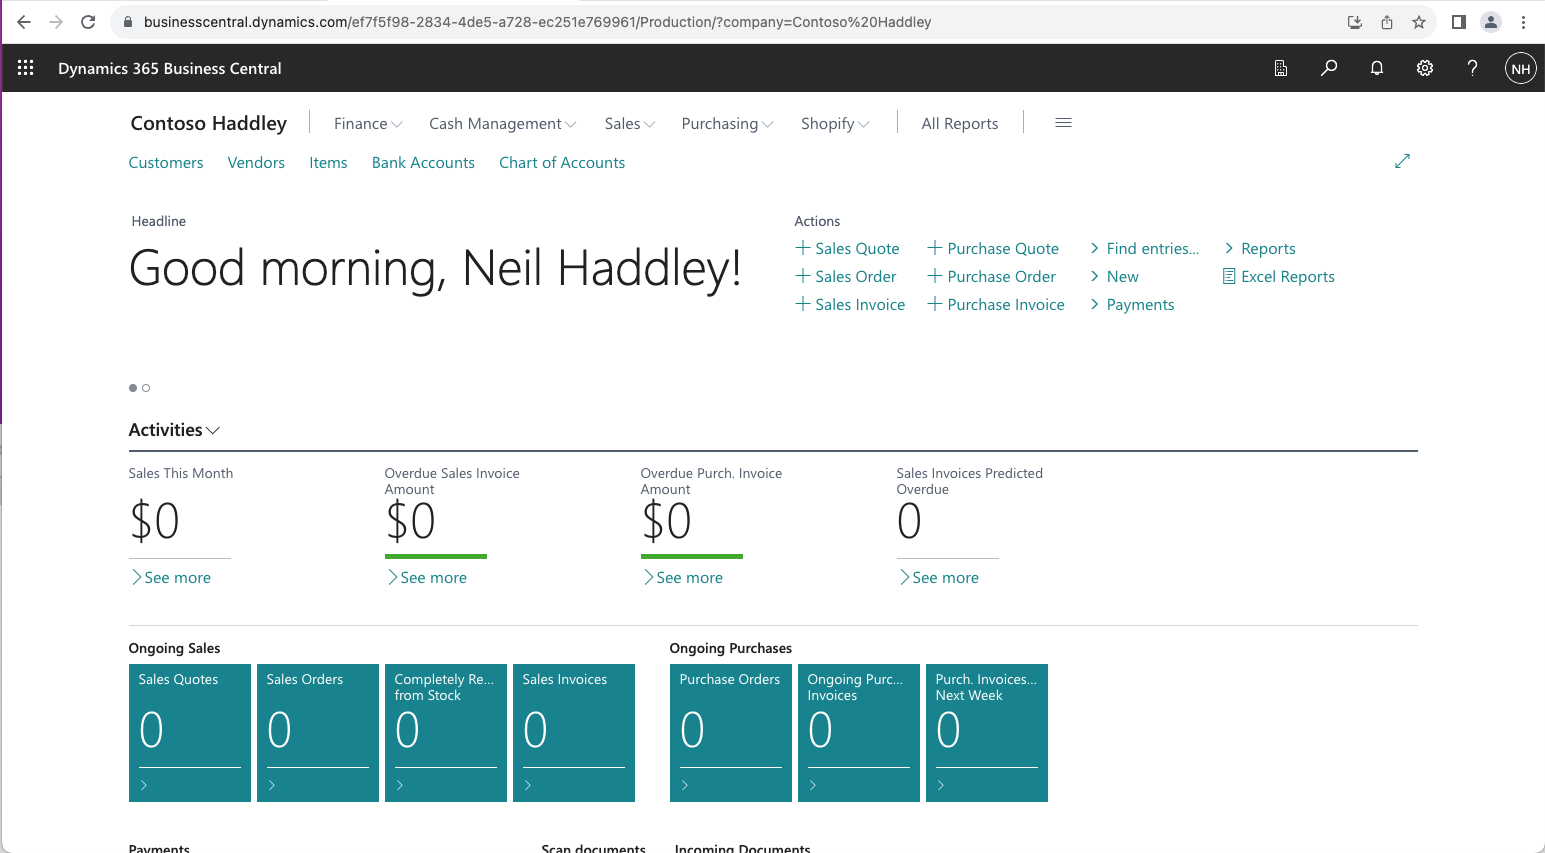 businesscentral.dynamics.com/ef7f5f98-2834-4de5-a728-ec251e769961/Production/?company=Contoso%20Haddley
Dynamics 365 Business Central
NH
Contoso Haddley
Finance
Cash Management
Sales
Purchasing
Shopify
All Reports
Customers
Vendors
Items
Bank Accounts
Chart of Accounts
Headline
Good morning, Neil Haddley!
Actions
Sales Quote
Purchase Quote
Find entries...
Reports
Sales Order
Purchase Order
New
Excel Reports
Sales Invoice
Purchase Invoice
Payments
Activities
Sales This Month
$0
See more
Overdue Sales Invoice
Amount
$0
See more
Overdue Purch. Invoice
Amount
$0
See more
Sales Invoices Predicted
Overdue
0
See more
Ongoing Sales
Sales Quotes
0
Sales Orders
0
Completely Re...
from Stock
0
Sales Invoices
0
Ongoing Purchases
Purchase Orders
0
Ongoing Purc...
Invoices
0
Purch. Invoices...
Next Week
0
Payments
Scan documents
Incoming Documents